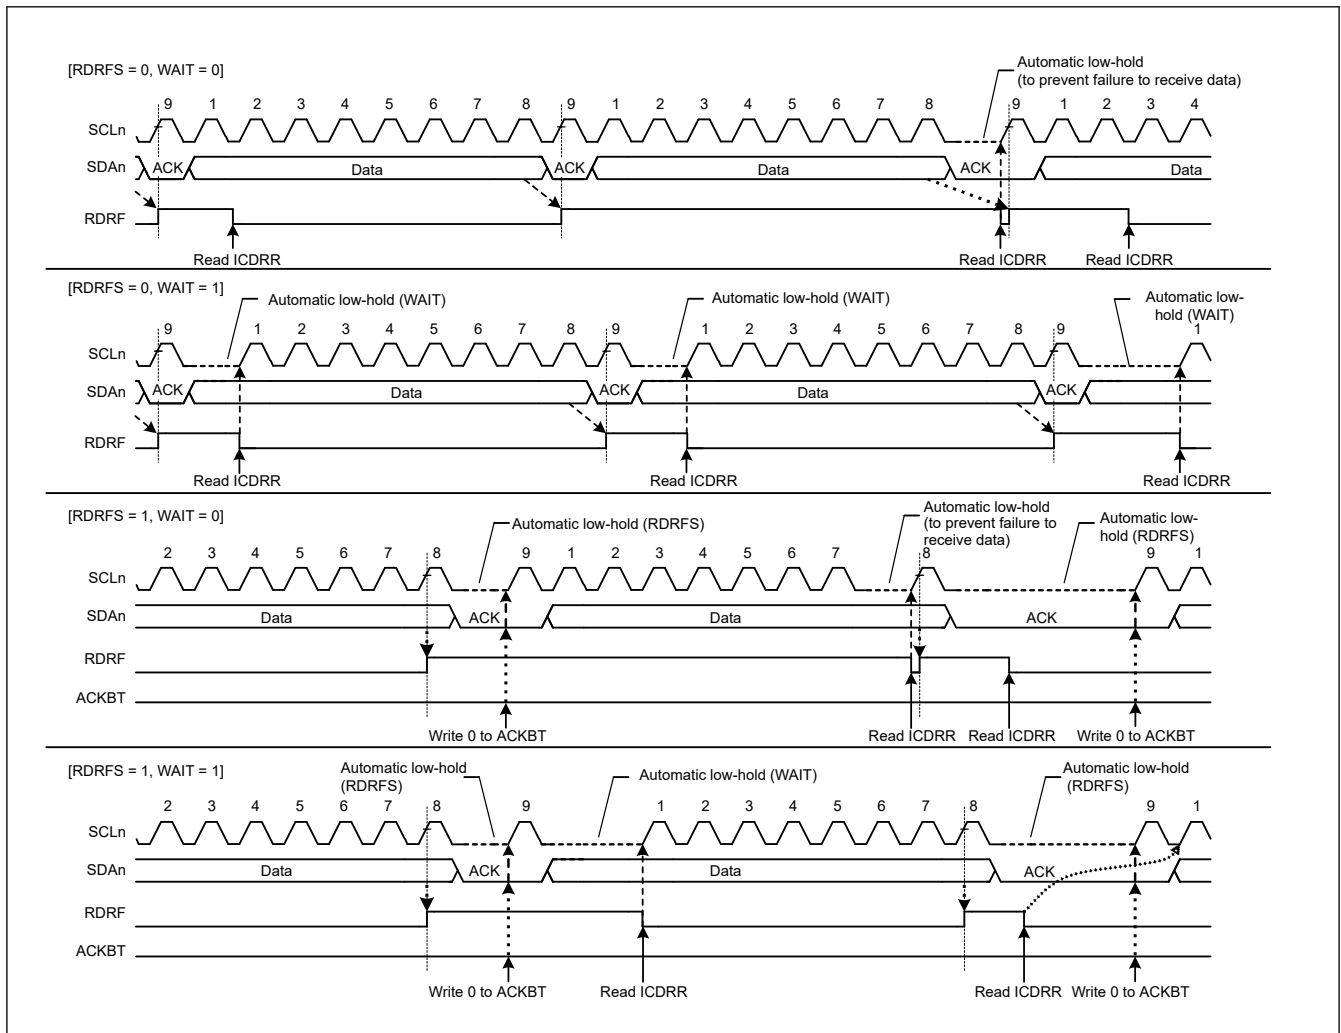 [RDRFS = 0, WAIT = 0]
Automatic low-hold
(to prevent failure to receive data)
9 1 2 3 4 5 6 7 8 9 1 2 3 4 5 6 7 8 9 1 2 3 4
SCLn
SDAn ACK Data ACK Data ACK Data
RDRF
Read ICDRR Read ICDRR Read ICDRR
[RDRFS = 0, WAIT = 1]
Automatic low-hold (WAIT) Automatic low-hold (WAIT) Automatic low-
hold (WAIT)
9 1 2 3 4 5 6 7 8 9 1 2 3 4 5 6 7 8 9 1
SCLn
SDAn ACK Data ACK Data ACK
RDRF
Read ICDRR Read ICDRR Read ICDRR
[RDRFS = 1, WAIT = 0]
Automatic low-hold (RDRFS)
Automatic low-hold
(to prevent failure to
receive data)
Automatic low-
hold (RDRFS)
2 3 4 5 6 7 8 9 1 2 3 4 5 6 7 8 9 1
SCLn
SDAn Data ACK Data ACK
RDRF
ACKBT
Write 0 to ACKBT Read ICDRR Read ICDRR Write 0 to ACKBT
[RDRFS = 1, WAIT = 1]
Automatic low-hold
(RDRFS)
Automatic low-hold (WAIT)
Automatic low-hold
(RDRFS)
2 3 4 5 6 7 8 9 1 2 3 4 5 6 7 8 9 1
SCLn
SDAn Data ACK Data ACK
RDRF
ACKBT
Write 0 to ACKBT Read ICDRR Read ICDRR Write 0 to ACKBT